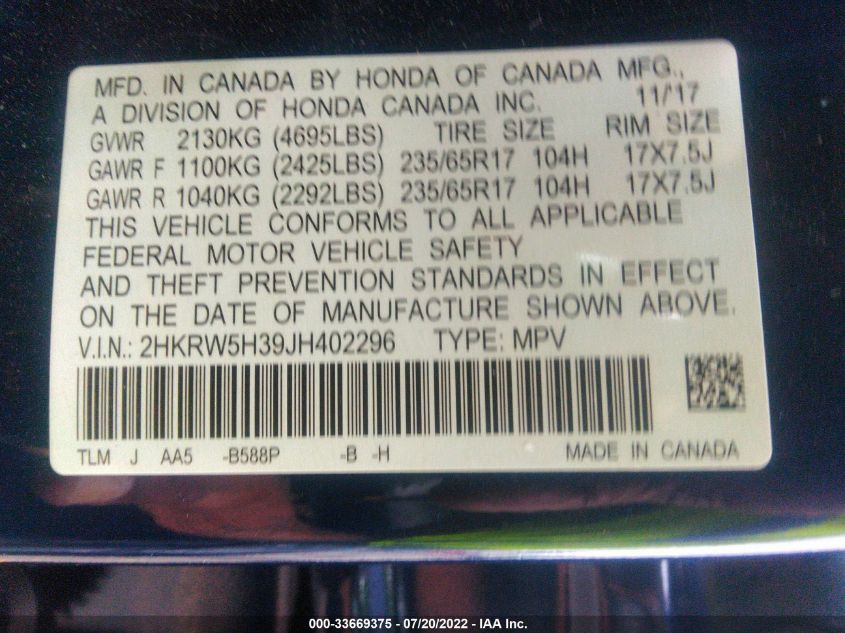 MFD. IN CANADA BY HONDA OF CANADA MFG.,
A DIVISION OF HONDA CANADA INC. 11/17
GVWR 2130KG (4695LBS) TIRE SIZE RIM SIZE
GAWR F 1100KG (2425LBS) 235/65R17 104H 17X7.5J
GAWR R 1040KG (2292LBS) 235/65R17 104H 17X7.5J
THIS VEHICLE CONFORMS TO ALL APPLICABLE
FEDERAL MOTOR VEHICLE SAFETY
AND THEFT PREVENTION STANDARDS IN EFFECT
ON THE DATE OF MANUFACTURE SHOWN ABOVE.
V.I.N.: 2HKRW5H39JH402296 TYPE: MPV
TLM J AA5 -B588P -B -H MADE IN CANADA
000-33669375 - 07/20/2022 - IAA Inc.